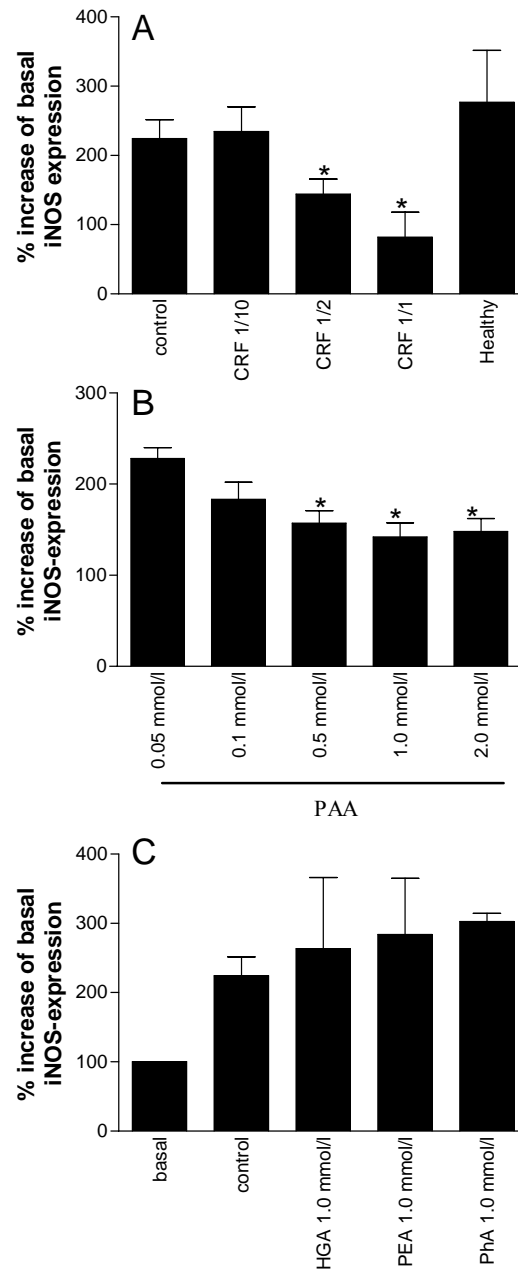 A
% increase of basal
iNOS expression
400
300
200
100
0
*
*
control
CRF 1/10
CRF 1/2
CRF 1/1
Healthy
B
% increase of basal
iNOS-expression
300
200
100
0
*
*
*
0.05 mmol/l
0.1 mmol/l
0.5 mmol/l
1.0 mmol/l
2.0 mmol/l
PAA
C
% increase of basal
iNOS-expression
400
300
200
100
0
basal
control
HGA 1.0 mmol/l
PEA 1.0 mmol/l
PhA 1.0 mmol/l